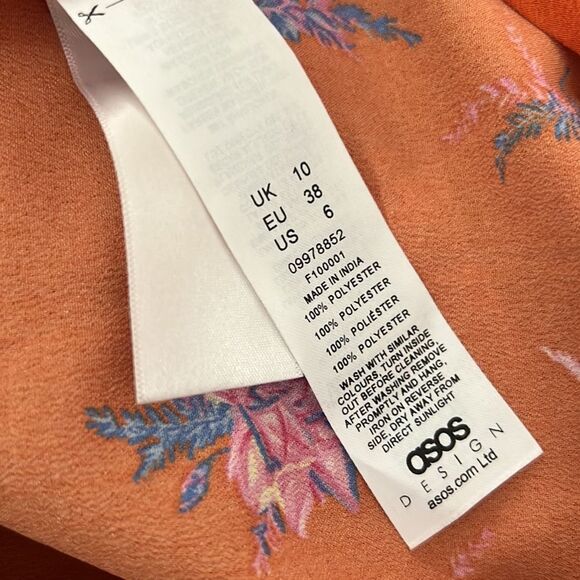 UK 10
EU 38
US 6
09978852
F100001
MADE IN INDIA
100% POLYESTER
100% POLYESTER
100% POLIÉSTER
100% POLYESTER
WASH WITH SIMILAR
COLOURS, TURN INSIDE
OUT BEFORE CLEANING,
AFTER WASHING REMOVE
PROMPTLY AND HANG,
IRON ON REVERSE
SIDE, DRY AWAY FROM
DIRECT SUNLIGHT
asos
DESIGN
asos.com Ltd